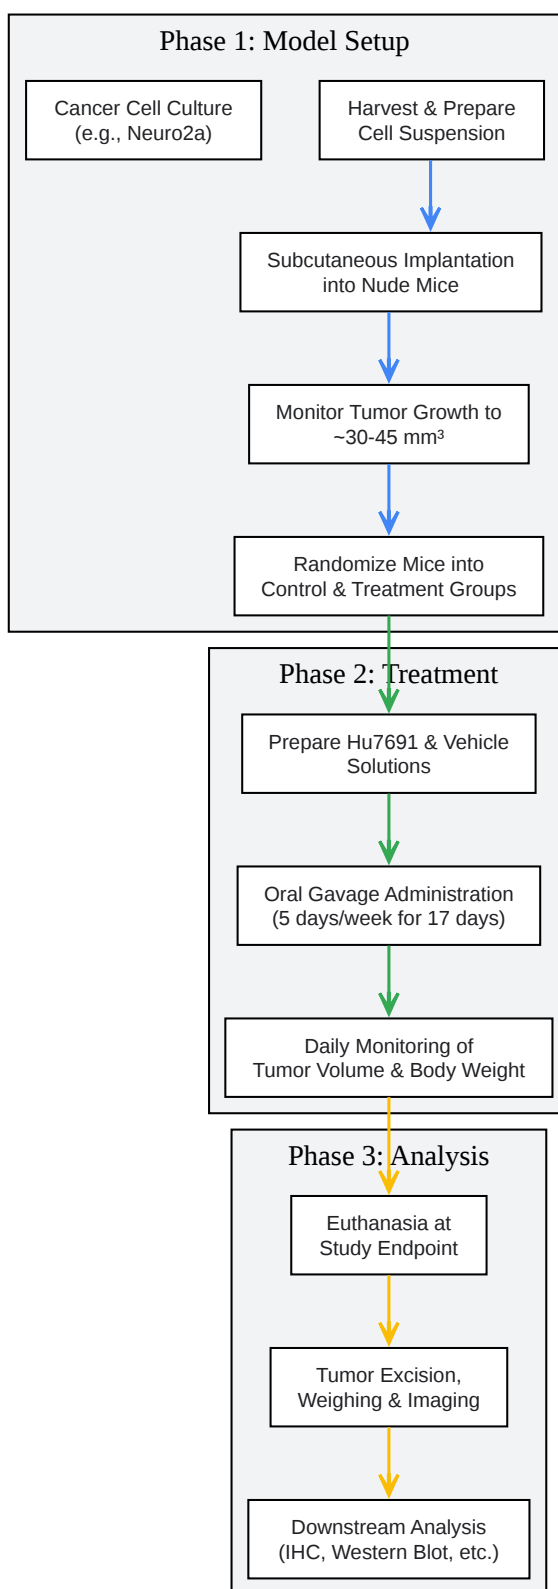 Phase 1: Model Setup
Cancer Cell Culture
(e.g., Neuro2a)
Harvest & Prepare
Cell Suspension
Subcutaneous Implantation
into Nude Mice
Monitor Tumor Growth to
~30-45 mm³
Randomize Mice into
Control & Treatment Groups
Phase 2: Treatment
Prepare Hu7691 & Vehicle
Solutions
Oral Gavage Administration
(5 days/week for 17 days)
Daily Monitoring of
Tumor Volume & Body Weight
Phase 3: Analysis
Euthanasia at
Study Endpoint
Tumor Excision,
Weighing & Imaging
Downstream Analysis
(IHC, Western Blot, etc.)